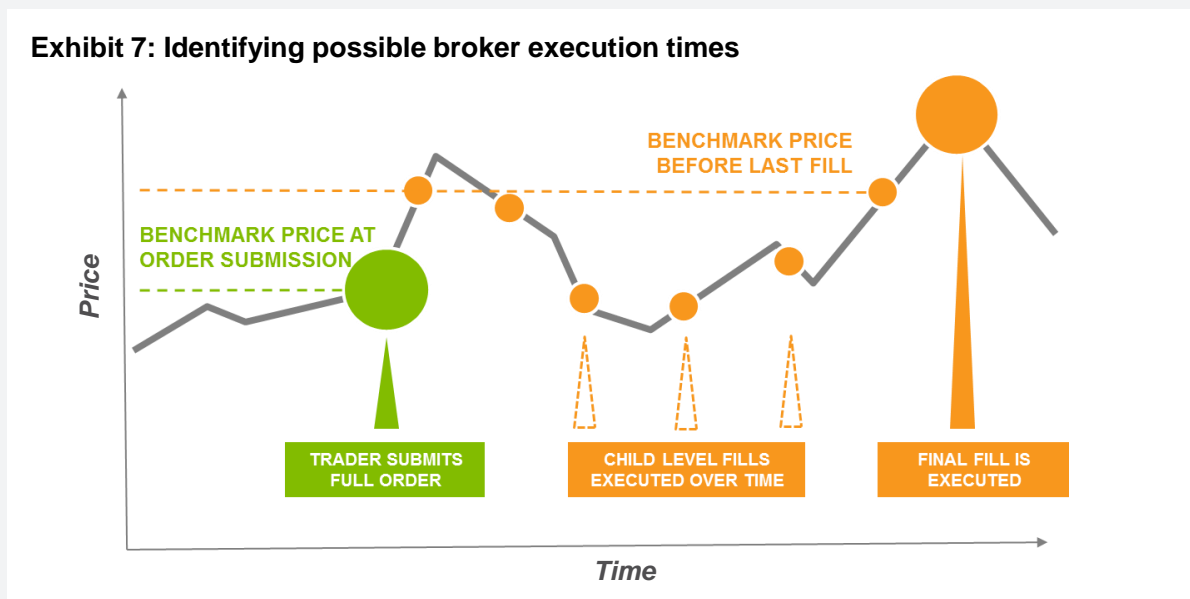 Exhibit 7: Identifying possible broker execution times
BENCHMARK PRICE
BEFORE LAST FILL
BENCHMARK PRICE AT
ORDER SUBMISSION
Price
TRADER SUBMITS
FULL ORDER
CHILD LEVEL FILLS
EXECUTED OVER TIME
FINAL FILL IS
EXECUTED
Time